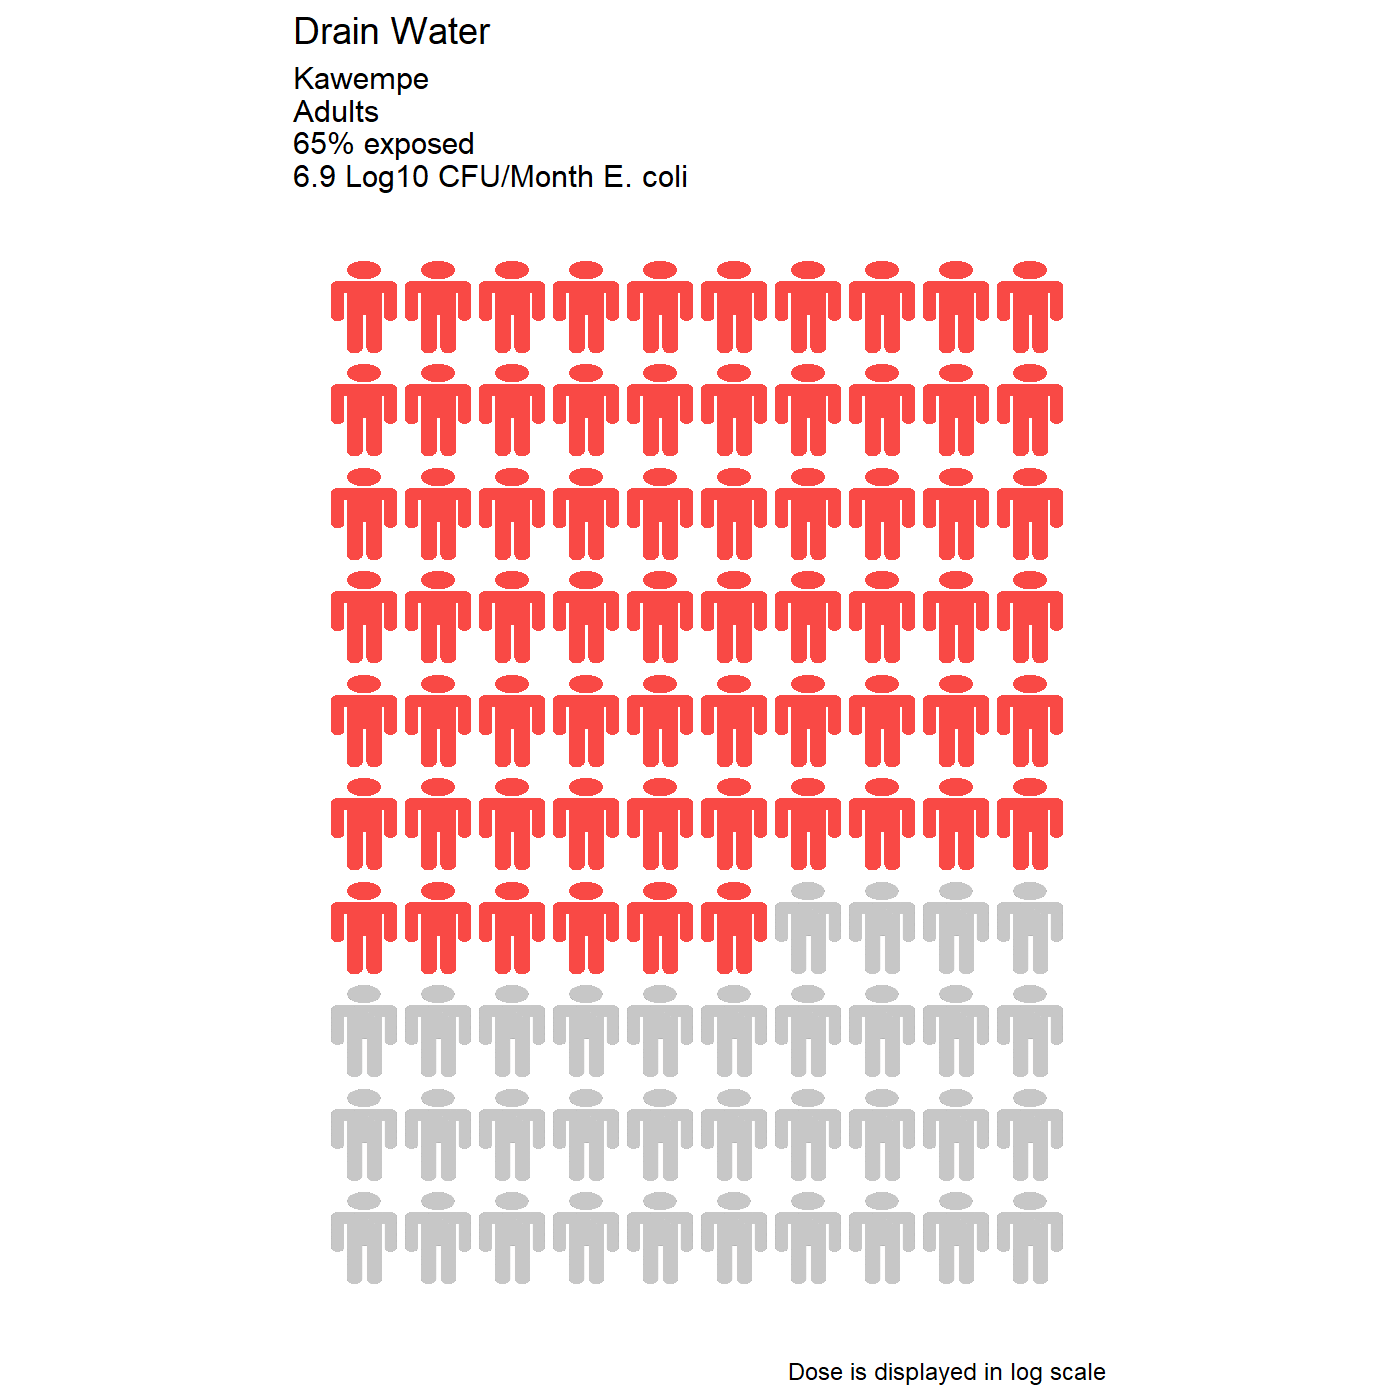 Drain Water
Kawempe
Adults
65% exposed
6.9 Log10 CFU/Month E. coli
Dose is displayed in log scale